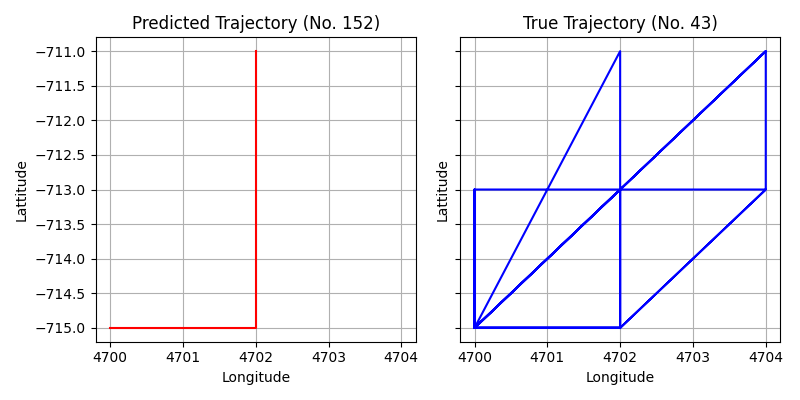 Predicted Trajectory (No. 152)
−711.0
−711.5
−712.0
−712.5
−713.0
−713.5
−714.0
−714.5
−715.0
Lattitude
4700 4701 4702 4703 4704
Longitude
True Trajectory (No. 43)
Lattitude
4700 4701 4702 4703 4704
Longitude